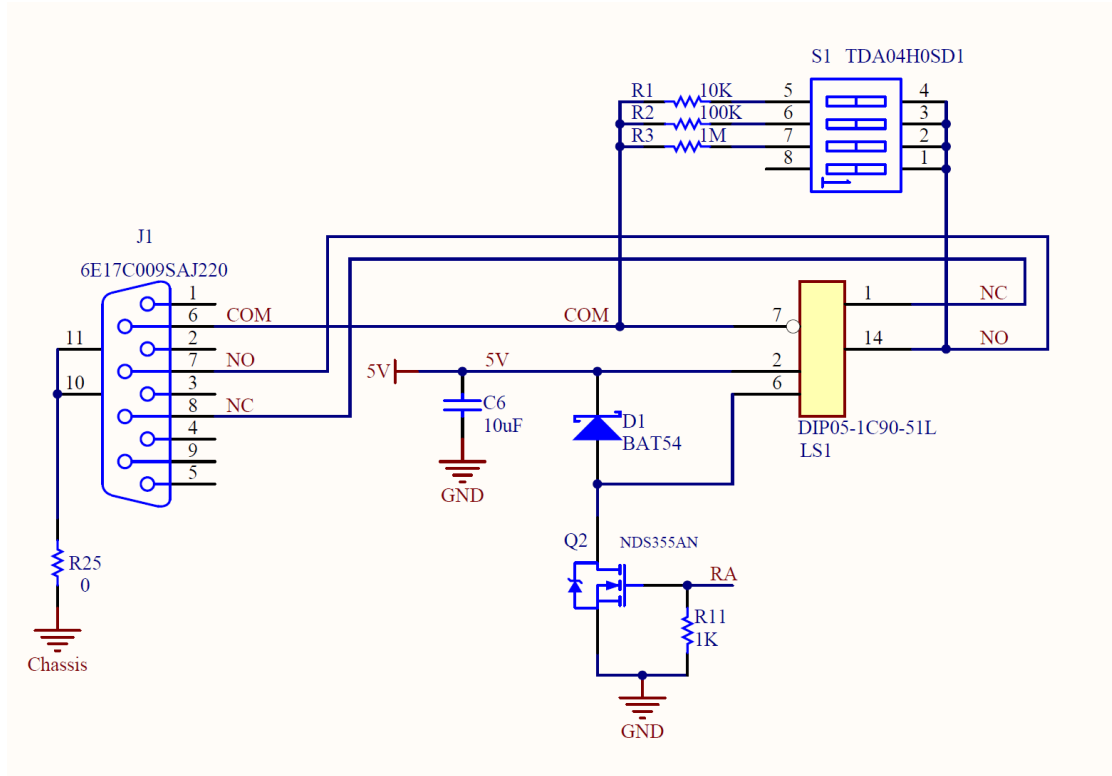 S1 TDA04H0SD1
R1 10K 5 4
R2 100K 6 3
R3 1M 7 2
8 1
J1
6E17C009SAJ220
1
6 COM COM 7 1 NC
11 2
7 NO 14 NO
5V 5V 2
10 3 6
8 NC
C6
10uF
4
9
5
D1
BAT54
DIP05-1C90-51L
LS1
GND
Q2 NDS355AN
R25
0
RA
R11
1K
Chassis
GND